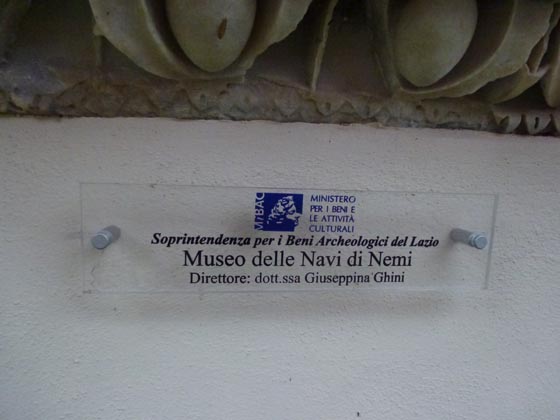 MiBAC
MINISTERO
PER I BENI E
LE ATTIVITÀ
CULTURALI
Soprintendenza per i Beni Archeologici del Lazio
Museo delle Navi di Nemi
Direttore: dott.ssa Giuseppina Ghini